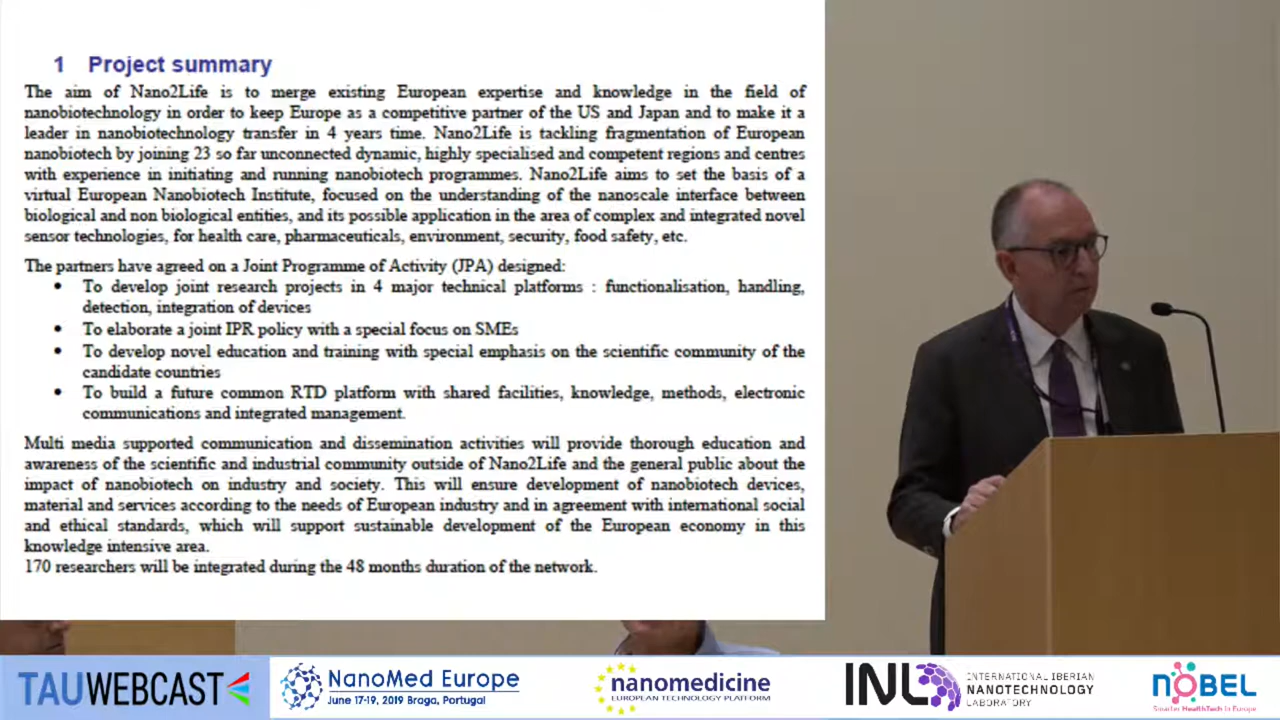 1 Project summary
The aim of Nano2Life is to merge existing European expertise and knowledge in the field of
nanobiotechnology in order to keep Europe as a competitive partner of the US and Japan and to make it a
leader in nanobiotechnology transfer in 4 years time. Nano2Life is tackling fragmentation of European
nanobiotech by joining 23 so far unconnected dynamic, highly specialised and competent regions and centres
with experience in initiating and running nanobiotech programmes. Nano2Life aims to set the basis of a
virtual European Nanobiotech Institute, focused on the understanding of the nanoscale interface between
biological and non biological entities, and its possible application in the area of complex and integrated novel
sensor technologies, for health care, pharmaceuticals, environment, security, food safety, etc.
The partners have agreed on a Joint Programme of Activity (JPA) designed:
• To develop joint research projects in 4 major technical platforms : functionalisation, handling,
detection, integration of devices
• To elaborate a joint IPR policy with a special focus on SMEs
• To develop novel education and training with special emphasis on the scientific community of the
candidate countries
• To build a future common RTD platform with shared facilities, knowledge, methods, electronic
communications and integrated management.
Multi media supported communication and dissemination activities will provide thorough education and
awareness of the scientific and industrial community outside of Nano2Life and the general public about the
impact of nanobiotech on industry and society. This will ensure development of nanobiotech devices,
material and services according to the needs of European industry and in agreement with international social
and ethical standards, which will support sustainable development of the European economy in this
knowledge intensive area.
170 researchers will be integrated during the 48 months duration of the network.
TAUWEBCAST
NanoMed Europe
June 17-19, 2019 Braga, Portugal
nanomedicine
EUROPEAN TECHNOLOGY PLATFORM
INL
INTERNATIONAL IBERIAN
NANOTECHNOLOGY
LABORATORY
NOBEL
Smarter HealthTech in Europe